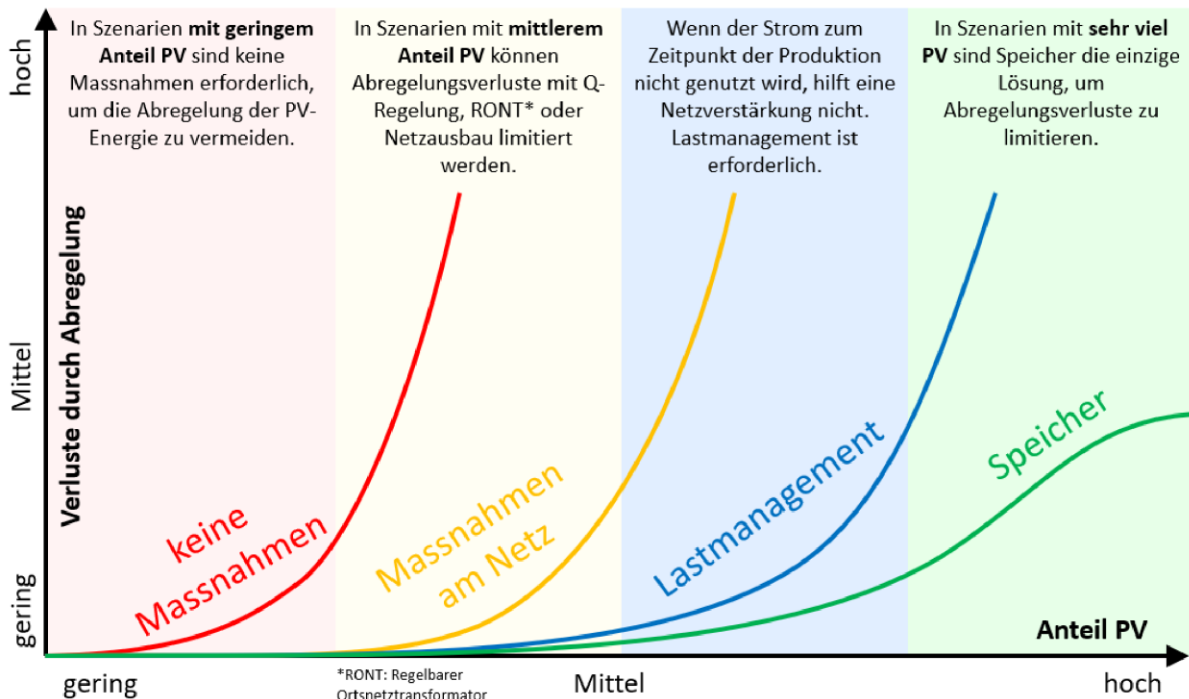 In Szenarien mit geringem
Anteil PV sind keine
Massnahmen erforderlich,
um die Abregelung der PV-
Energie zu vermeiden.
In Szenarien mit mittlerem
Anteil PV können
Abregelungsverluste mit Q-
Regelung, RONT* oder
Netzausbau limitiert
werden.
Wenn der Strom zum
Zeitpunkt der Produktion
nicht genutzt wird, hilft eine
Netzverstärkung nicht.
Lastmanagement ist
erforderlich.
In Szenarien mit sehr viel
PV sind Speicher die einzige
Lösung, um
Abregelungsverluste zu
limitieren.
hoch
Mittel
gering
Verluste durch Abregelung
keine
Massnahmen
Massnahmen
am Netz
Lastmanagement
Speicher
Anteil PV
gering
*RONT: Regelbarer
Ortsnetztransformator
Mittel
hoch